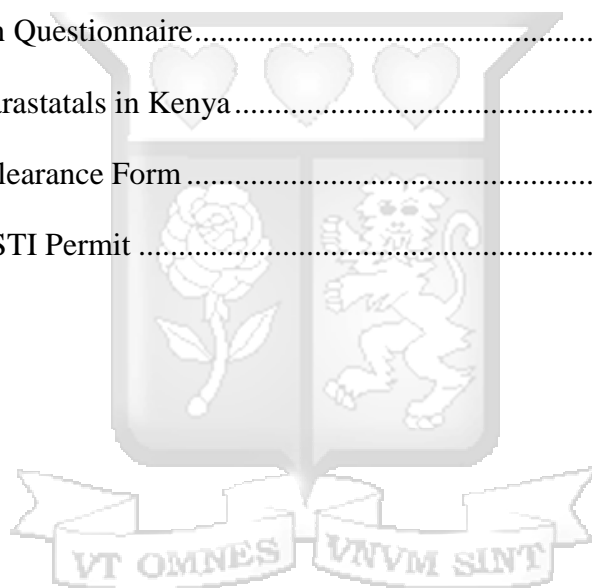 n Questionnaire......................................................
arastatals in Kenya................................................
learance Form......................................................
STI Permit.............................................................
VT OMNES VNVM SINT